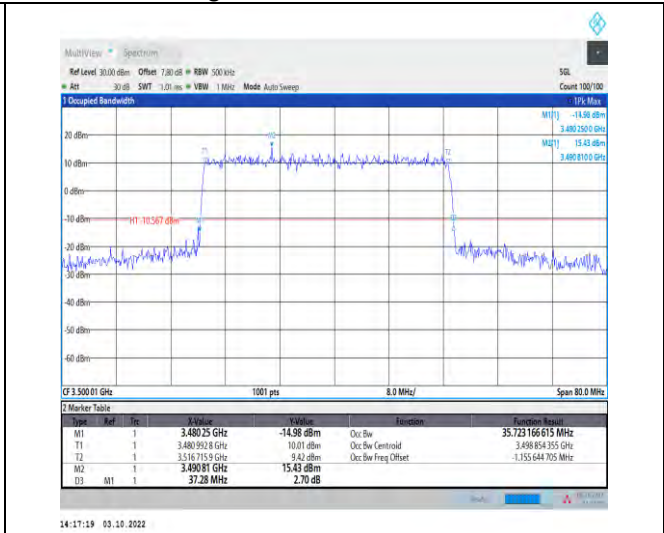 MultiView Spectrum
Ref Level 30.00 dBm Offset 7.80 dB RBW 500 kHz SGL
Att 30 dB SWT 1.01 ms VBW 1 MHz Mode Auto Sweep Count 100/100
1 Occupied Bandwidth 1Pk Max
M1[1] -14.98 dBm
3.480 250 0 GHz
M2[1] 15.43 dBm
3.490 810 0 GHz
20 dBm
M2
T1 T2
10 dBm
0 dBm
-10 dBm H1 -10.567 dBm
-20 dBm
-30 dBm
-40 dBm
-50 dBm
-60 dBm
CF 3.500 01 GHz 1001 pts 8.0 MHz/ Span 80.0 MHz
2 Marker Table
Type Ref Trc X-Value Y-Value Function Function Result
M1 1 3.480 25 GHz -14.98 dBm Occ Bw 35.723 166 615 MHz
T1 1 3.480 992 8 GHz 10.01 dBm Occ Bw Centroid 3.498 854 355 GHz
T2 1 3.516 715 9 GHz 9.42 dBm Occ Bw Freq Offset -1.155 644 705 MHz
M2 1 3.490 81 GHz 15.43 dBm
D3 M1 1 37.28 MHz 2.70 dB
14:17:19 03.10.2022